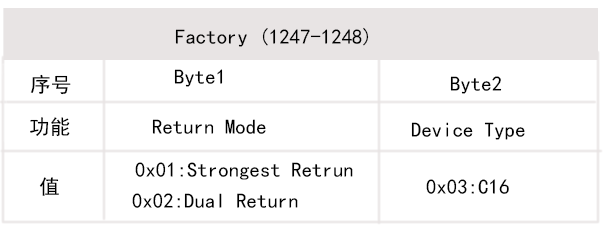 Factory (1247-1248)
序号 Byte1 Byte2
功能 Return Mode Device Type
值 0x01:Strongest Retrun 0x03:C16
0x02:Dual Return